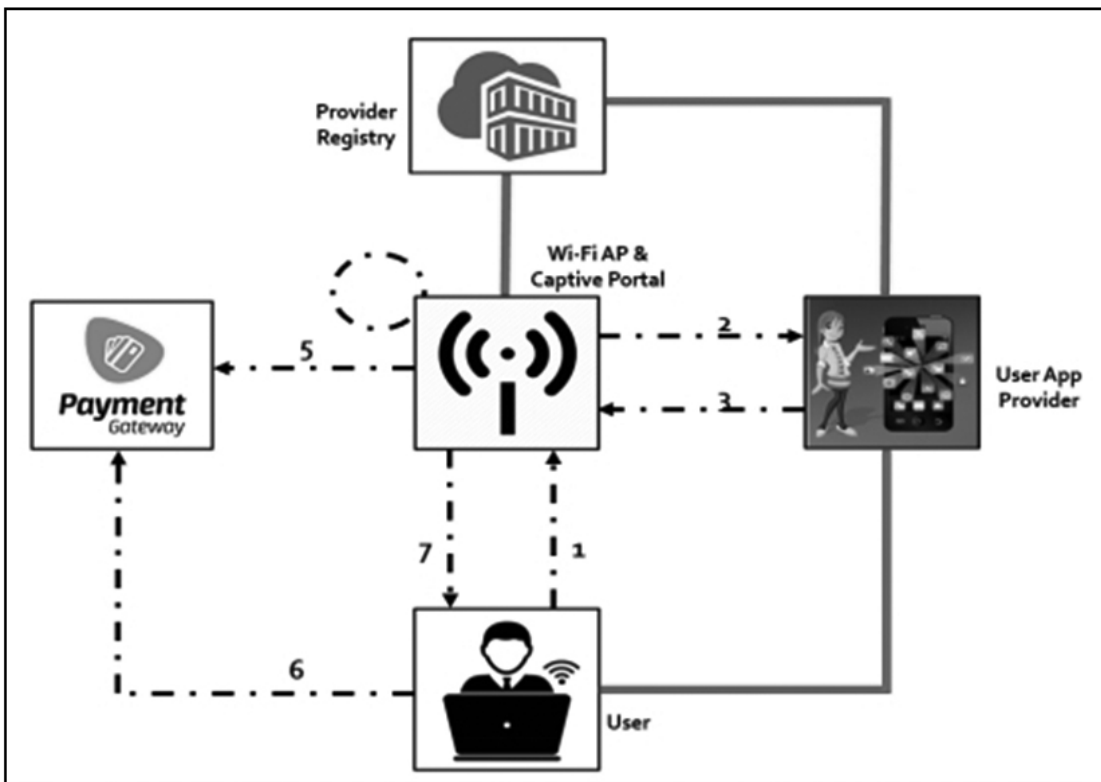 Provider
Registry
Wi-Fi AP &
Captive Portal
2
5
Payment
Gateway
3
User App
Provider
7
1
6
User